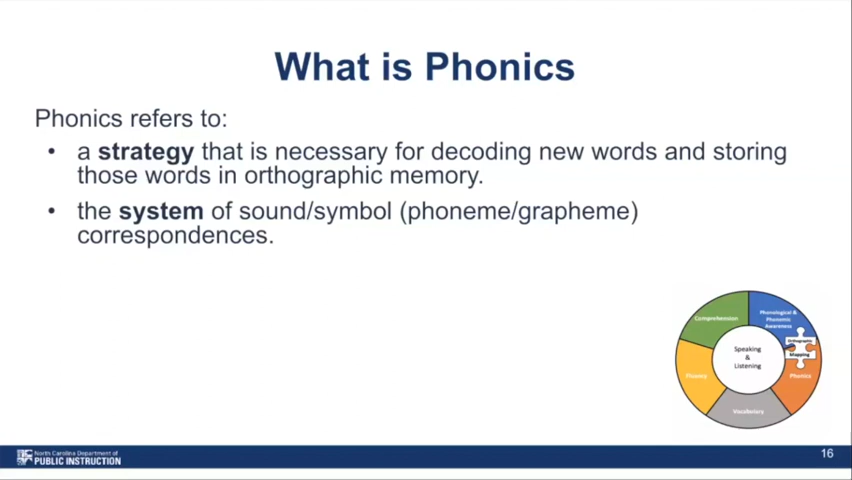 What is Phonics
Phonics refers to:
• a strategy that is necessary for decoding new words and storing
those words in orthographic memory.
• the system of sound/symbol (phoneme/grapheme)
correspondences.
Comprehension
Phonological &
Phonemic
Awareness
Orthographic
Mapping
Speaking
&
Listening
Fluency
Phonics
Vocabulary
North Carolina Department of
PUBLIC INSTRUCTION
16